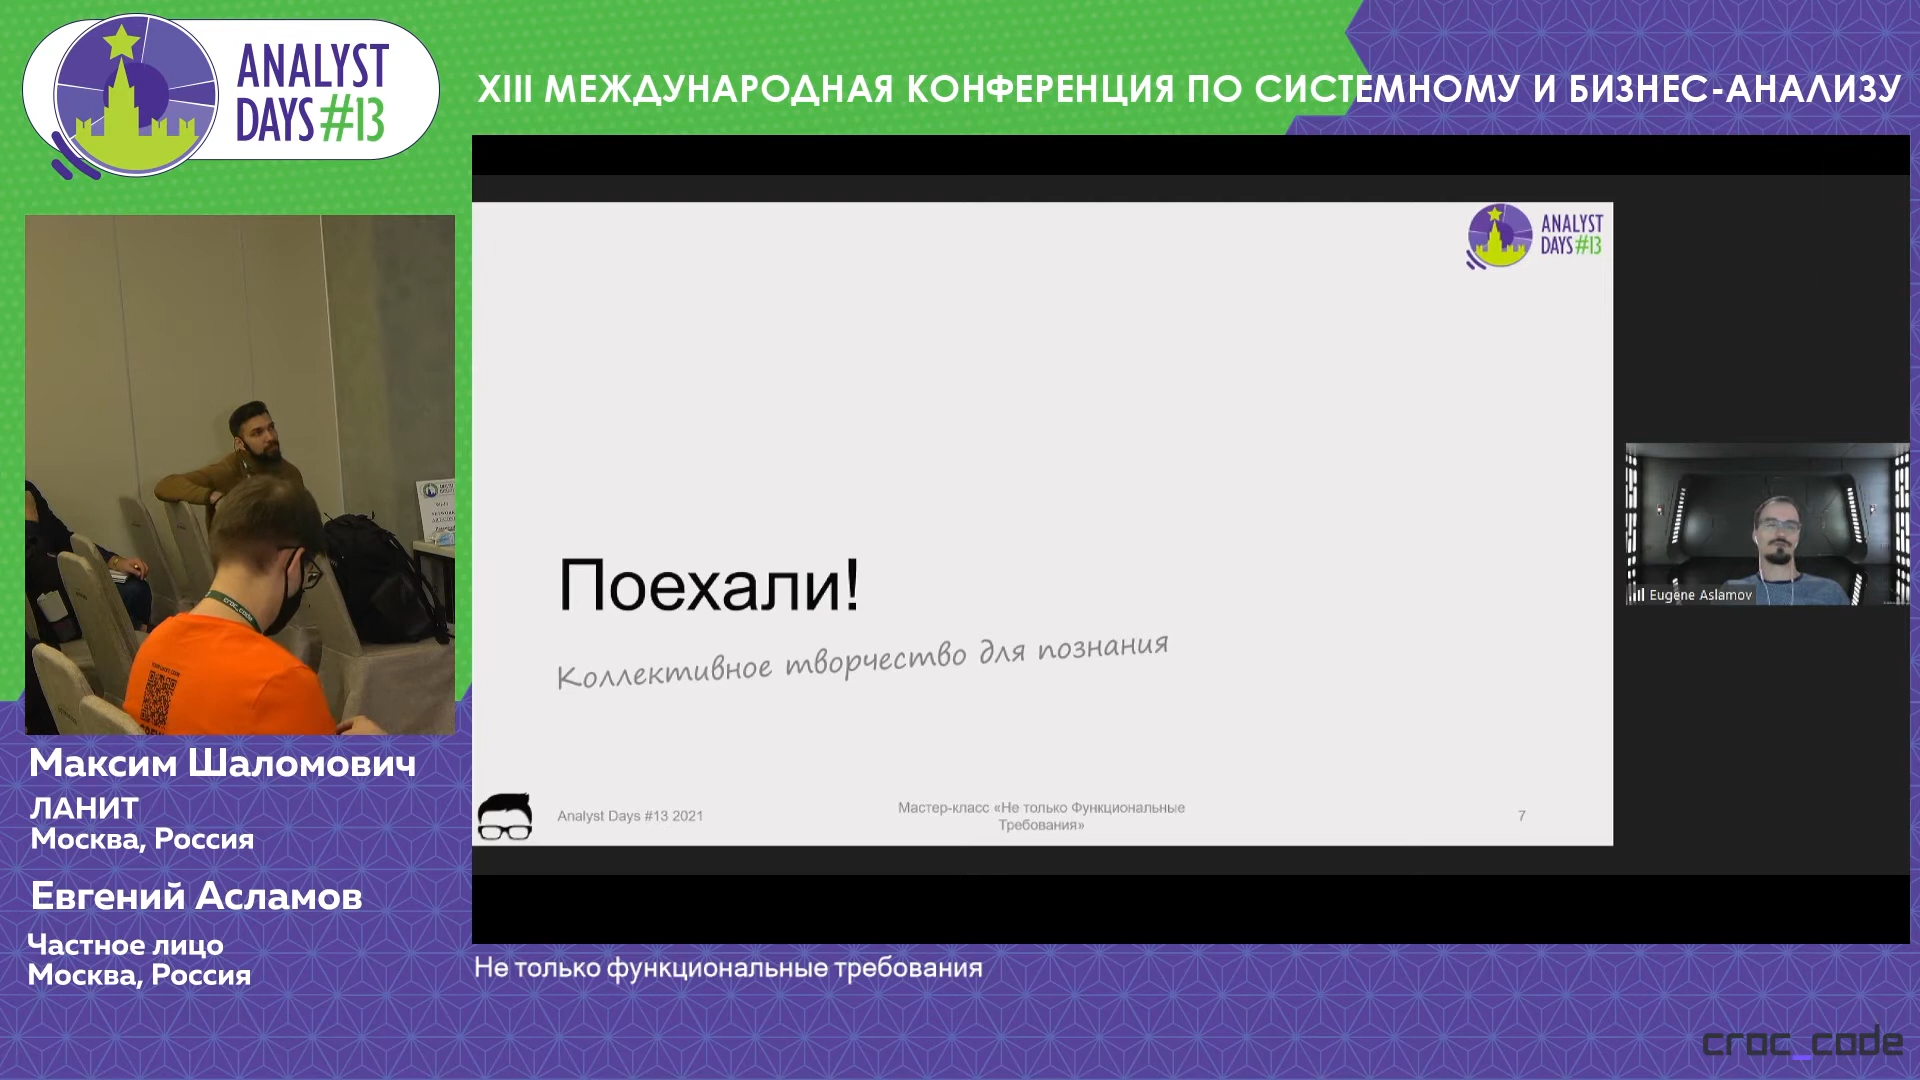 ANALYST
DAYS #13
XIII МЕЖДУНАРОДНАЯ КОНФЕРЕНЦИЯ ПО СИСТЕМНОМУ И БИЗНЕС-АНАЛИЗУ
ANALYST
DAYS #13
Поехали!
Коллективное творчество для познания
Analyst Days #13 2021
Мастер-класс «Не только Функциональные
Требования»
7
Eugene Aslamov
croc_code
Максим Шаломович
ЛАНИТ
Москва, Россия
Евгений Асламов
Частное лицо
Москва, Россия
Не только функциональные требования
croc_code